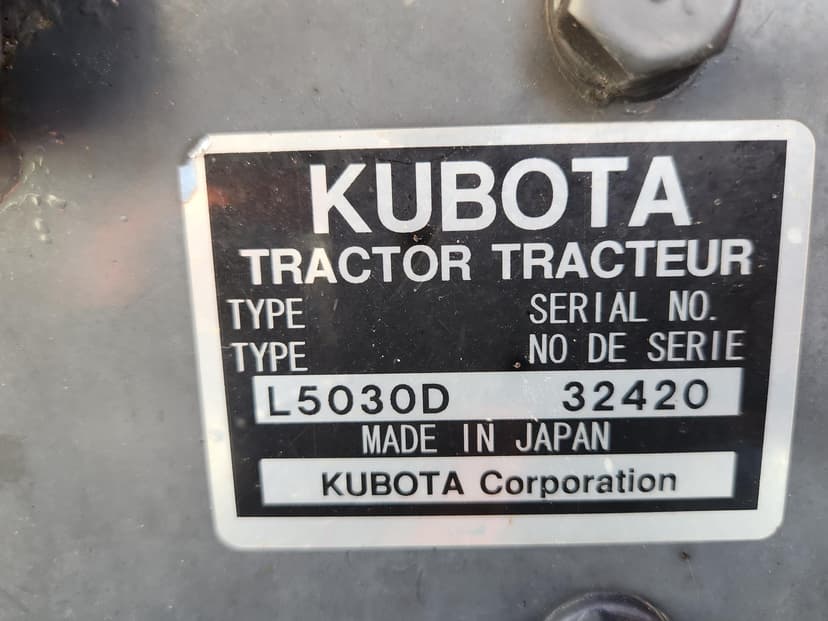 KUBOTA
TRACTOR TRACTEUR
TYPE SERIAL NO.
TYPE NO DE SERIE
L5030D 32420
MADE IN JAPAN
KUBOTA Corporation